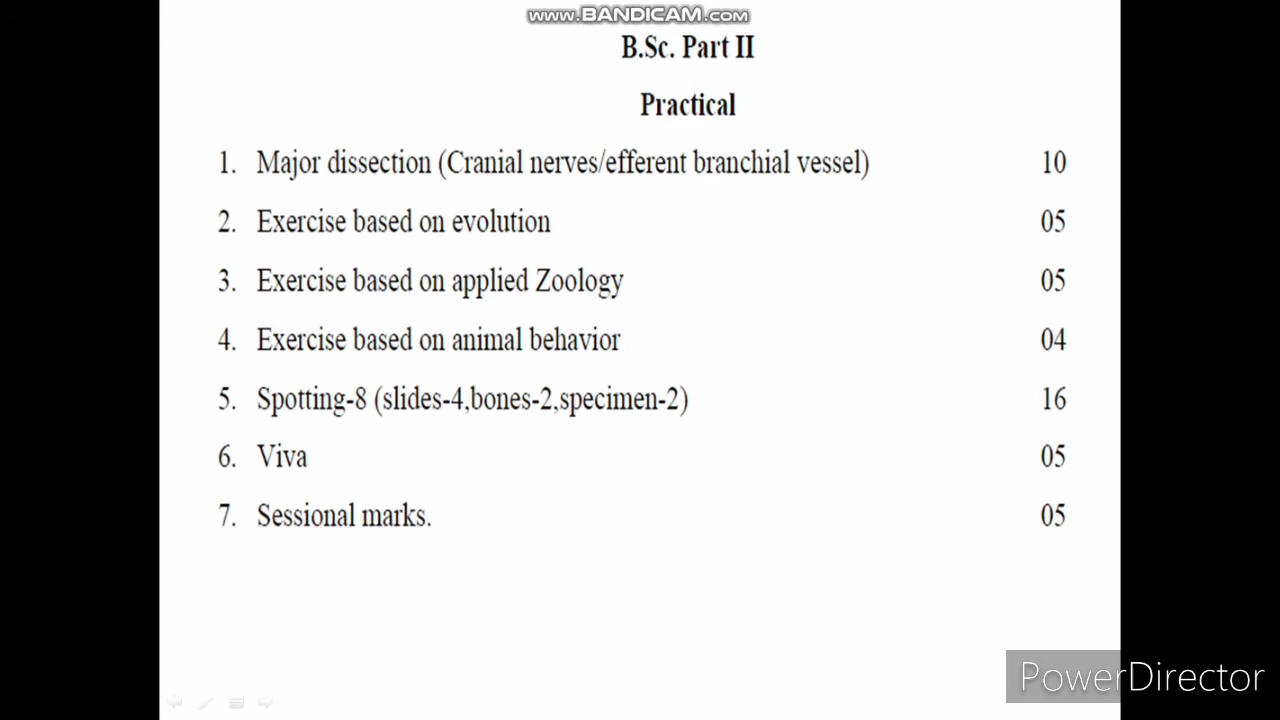 WWW.BANDICAM.COM
B.Sc. Part II
Practical
1. Major dissection (Cranial nerves/efferent branchial vessel) 10
2. Exercise based on evolution 05
3. Exercise based on applied Zoology 05
4. Exercise based on animal behavior 04
5. Spotting-8 (slides-4,bones-2,specimen-2) 16
6. Viva 05
7. Sessional marks. 05
PowerDirector